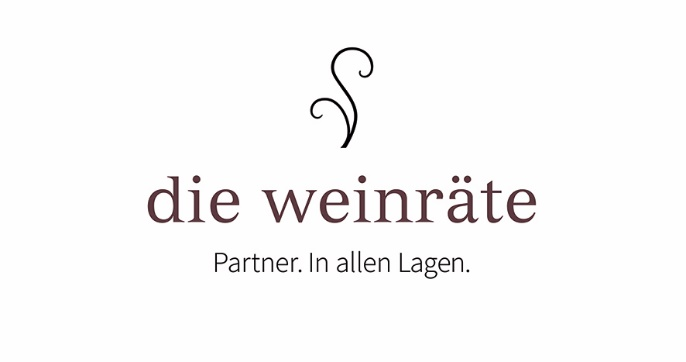 die weinräte
Partner. In allen Lagen.